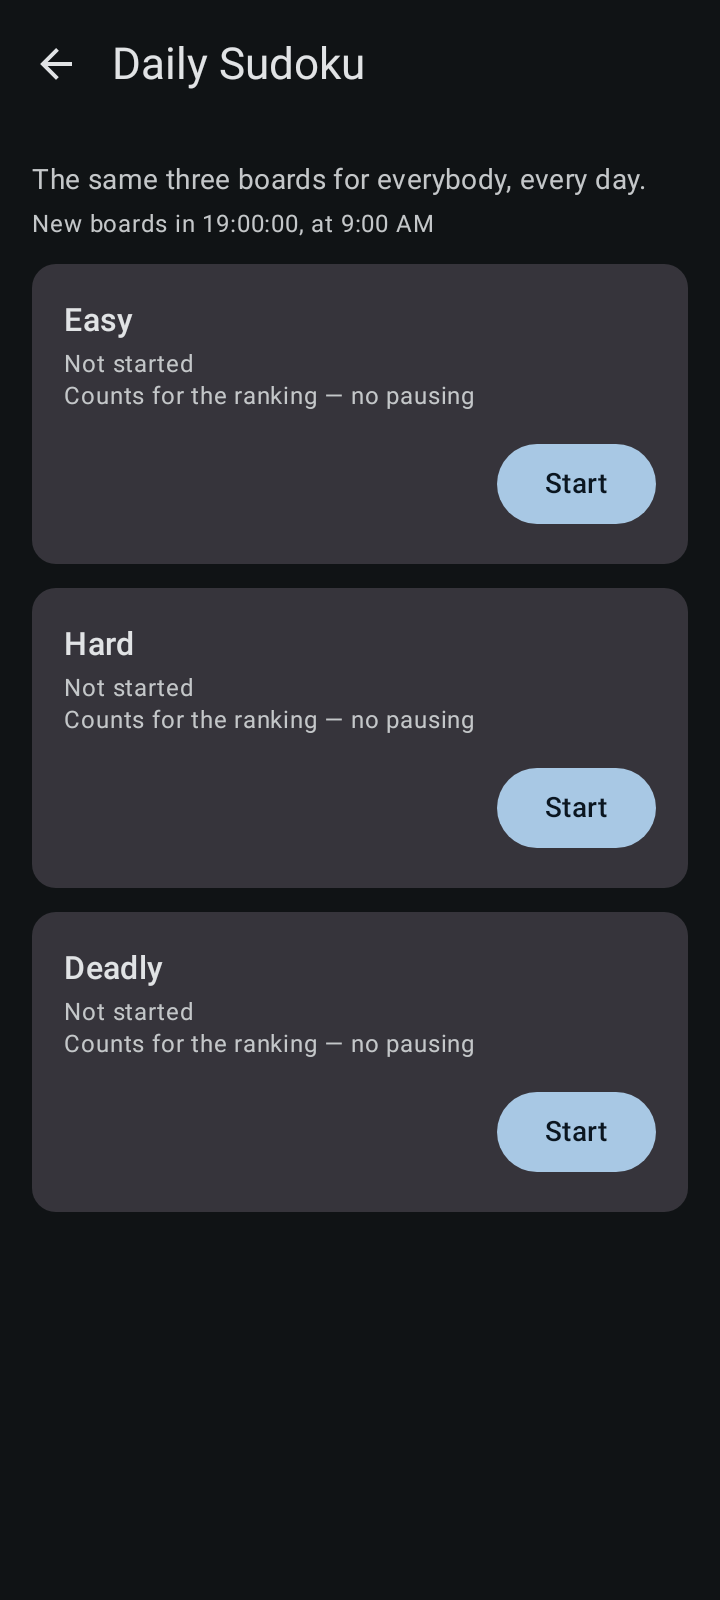 Daily Sudoku
The same three boards for everybody, every day.
New boards in 19:00:00, at 9:00 AM
Easy
Not started
Counts for the ranking — no pausing
Start
Hard
Not started
Counts for the ranking — no pausing
Start
Deadly
Not started
Counts for the ranking — no pausing
Start